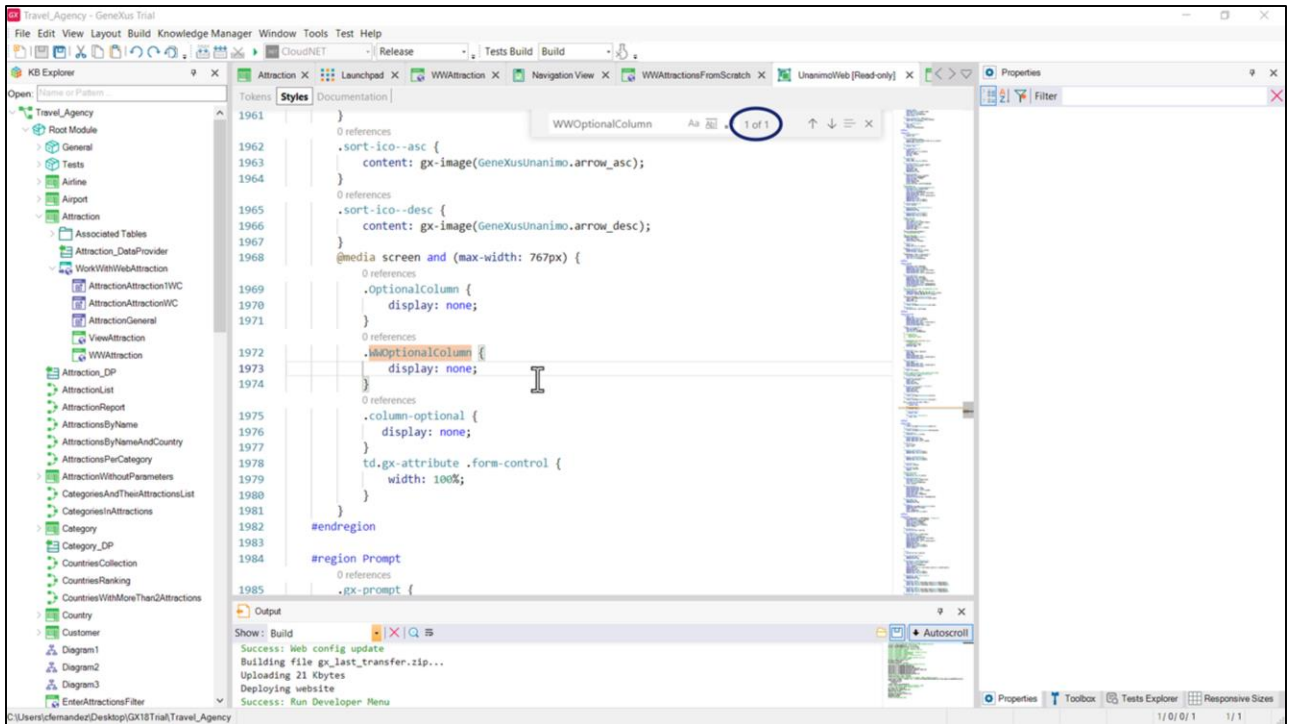 GX Travel_Agency - GeneXus Trial
File Edit View Layout Build Knowledge Manager Window Tools Test Help
CloudNET Release Tests Build Build
KB Explorer
Open: Name or Pattern ...
Travel_Agency
Root Module
General
Tests
Airline
Airport
Attraction
Associated Tables
Attraction_DataProvider
WorkWithWebAttraction
AttractionAttraction1WC
AttractionAttractionWC
AttractionGeneral
ViewAttraction
WWAttraction
Attraction_DP
AttractionList
AttractionReport
AttractionsByName
AttractionsByNameAndCountry
AttractionsPerCategory
AttractionWithoutParameters
CategoriesAndTheirAttractionsList
CategoriesInAttractions
Category
Category_DP
CountriesCollection
CountriesRanking
CountriesWithMoreThan2Attractions
Country
Customer
Diagram1
Diagram2
Diagram3
EnterAttractionsFilter
Attraction X Launchpad X WWAttraction X Navigation View X WWAttractionsFromScratch X UnanimoWeb [Read-only] X
Tokens Styles Documentation
WWOptionalColumn Aa 1 of 1
1961 }
0 references
1962 .sort-ico--asc {
1963 content: gx-image(GeneXusUnanimo.arrow_asc);
1964 }
0 references
1965 .sort-ico--desc {
1966 content: gx-image(GeneXusUnanimo.arrow_desc);
1967 }
1968 @media screen and (max-width: 767px) {
0 references
1969 .OptionalColumn {
1970 display: none;
1971 }
0 references
1972 .WWOptionalColumn {
1973 display: none;
1974 }
0 references
1975 .column-optional {
1976 display: none;
1977 }
1978 td.gx-attribute .form-control {
1979 width: 100%;
1980 }
1981 }
1982 #endregion
1983
1984 #region Prompt
0 references
1985 .gx-prompt {
Output
Show: Build Autoscroll
Success: Web config update
Building file gx_last_transfer.zip...
Uploading 21 Kbytes
Deploying website
Success: Run Developer Menu
Properties
Filter
Properties Toolbox Tests Explorer Responsive Sizes
C:\Users\cfernandez\Desktop\GX18Trial\Travel_Agency 1/ 0/ 0/ 1 1/ 1